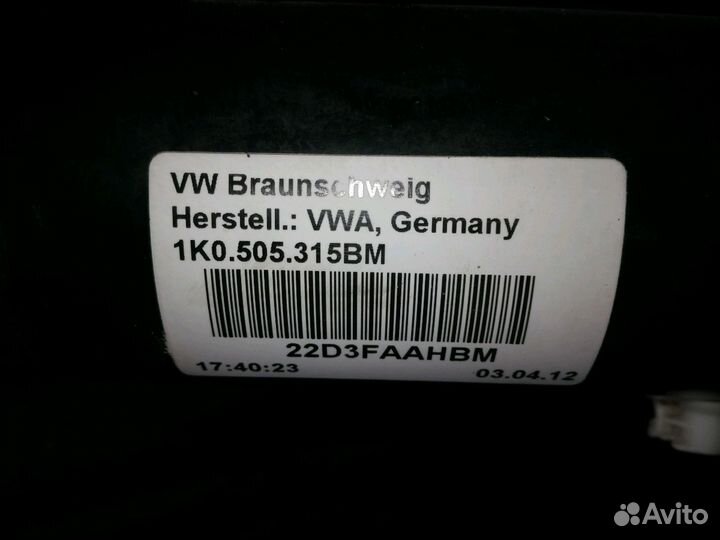 VW Braunschweig
Herstell.: VWA, Germany
1K0.505.315BM
22D3FAAHBM
17:40:23 03.04.12
Avito